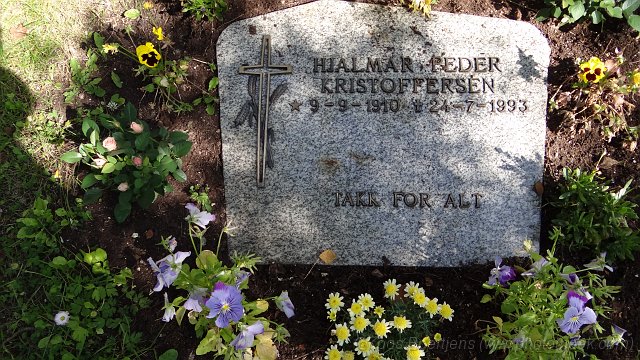 HJALMAR PEDER
KRISTOFFERSEN
* 9-9-1910 ✝ 24-7-1993
TAKK FOR ALT